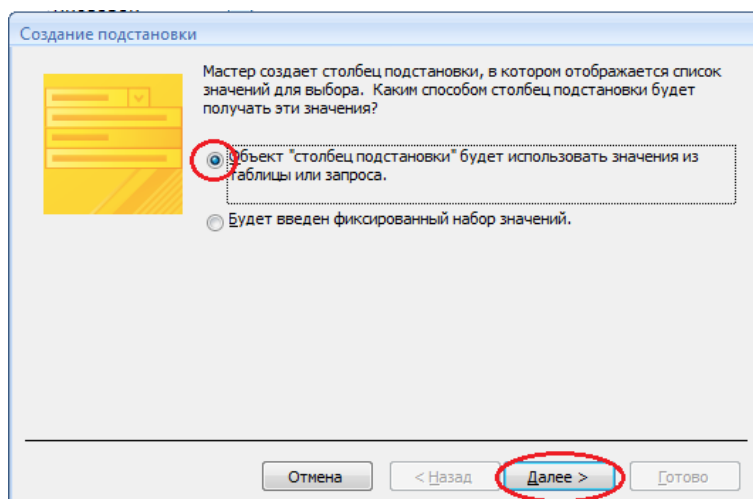 Создание подстановки
Мастер создает столбец подстановки, в котором отображается список
значений для выбора. Каким способом столбец подстановки будет
получать эти значения?
Объект "столбец подстановки" будет использовать значения из
таблицы или запроса.
Будет введен фиксированный набор значений.
Отмена
< Назад
Далее >
Готово